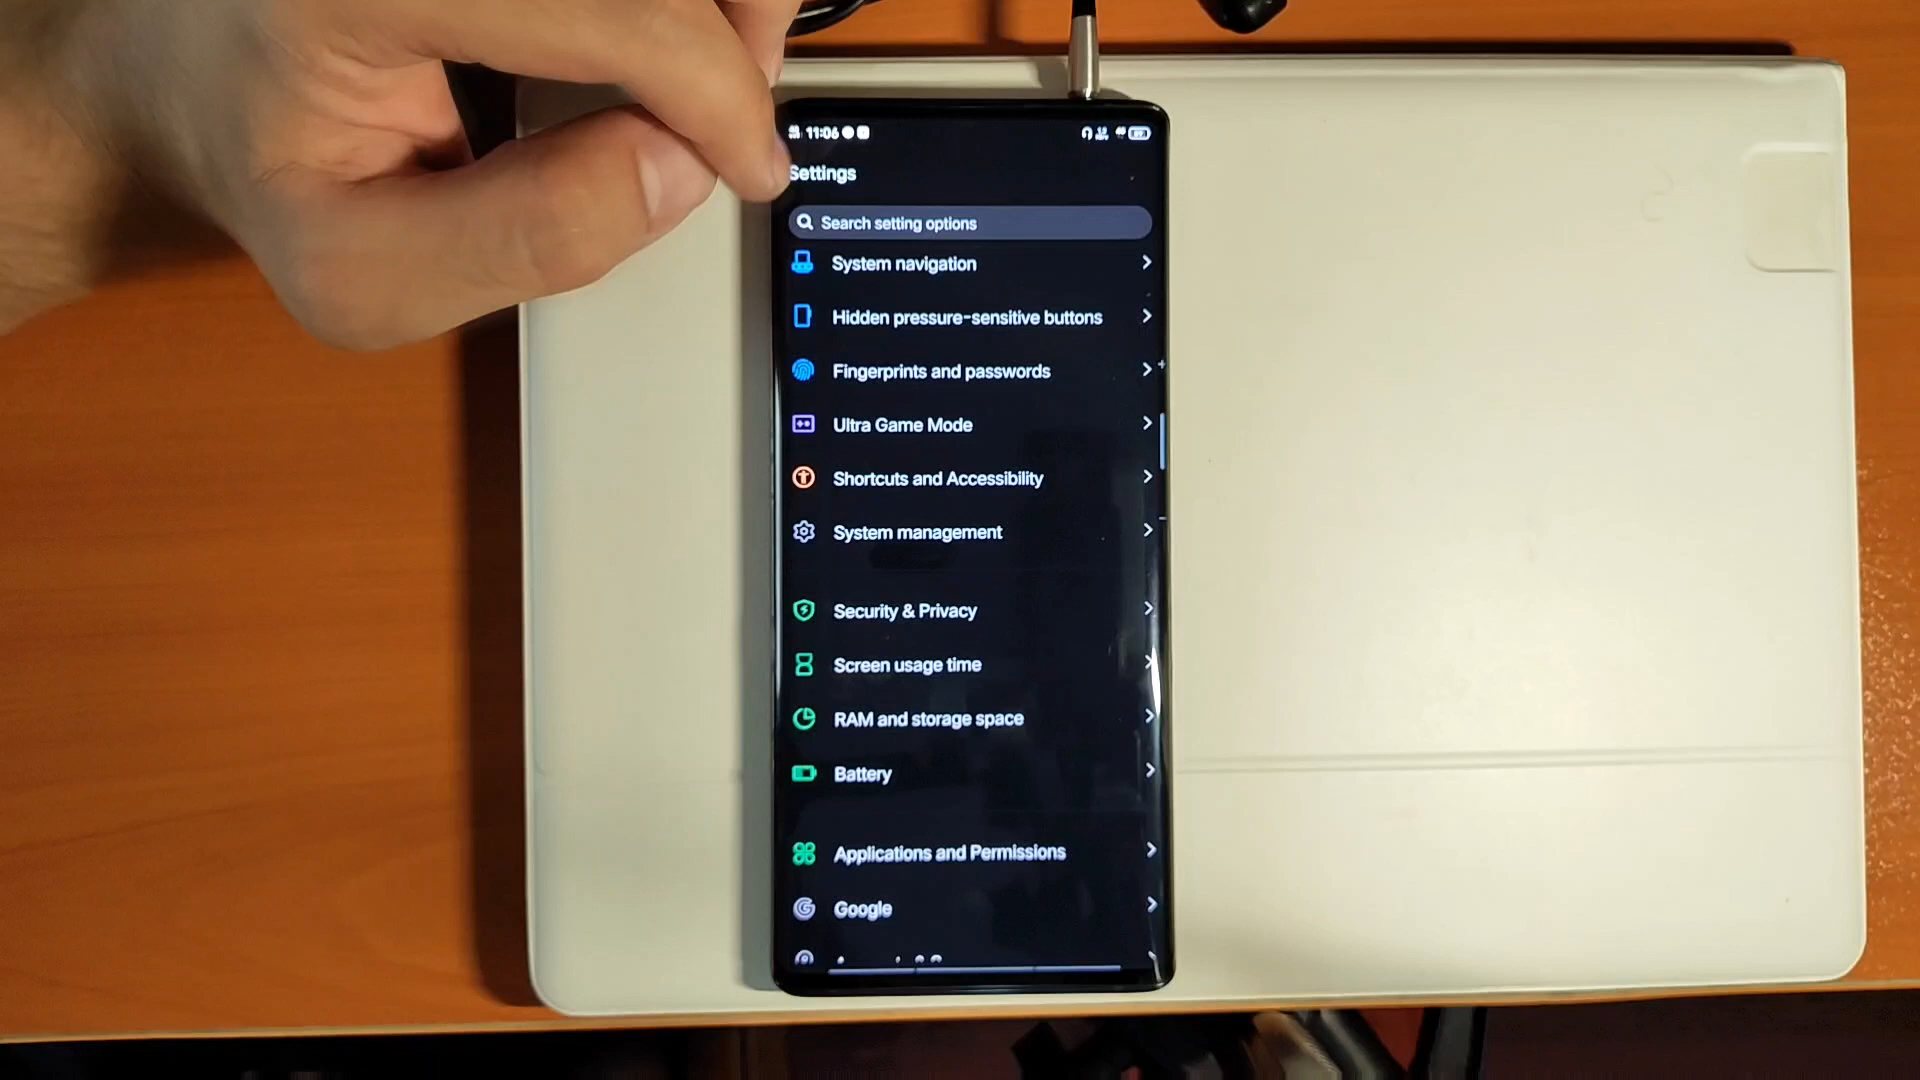 11:06
Settings
Search setting options
System navigation
Hidden pressure-sensitive buttons
Fingerprints and passwords
Ultra Game Mode
Shortcuts and Accessibility
System management
Security & Privacy
Screen usage time
RAM and storage space
Battery
Applications and Permissions
Google